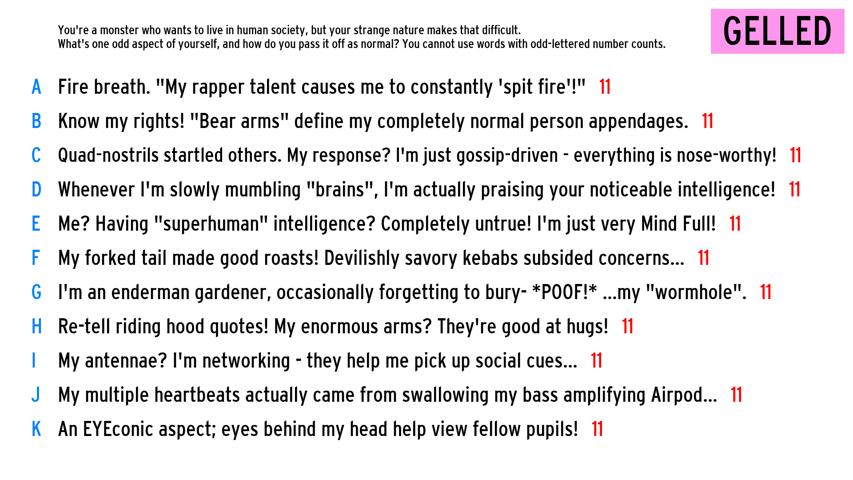 You're a monster who wants to live in human society, but your strange nature makes that difficult.
What's one odd aspect of yourself, and how do you pass it off as normal? You cannot use words with odd-lettered number counts.
GELLED
A Fire breath. "My rapper talent causes me to constantly 'spit fire'!" 11
B Know my rights! "Bear arms" define my completely normal person appendages. 11
C Quad-nostrils startled others. My response? I'm just gossip-driven - everything is nose-worthy! 11
D Whenever I'm slowly mumbling "brains", I'm actually praising your noticeable intelligence! 11
E Me? Having "superhuman" intelligence? Completely untrue! I'm just very Mind Full! 11
F My forked tail made good roasts! Devilishly savory kebabs subsided concerns... 11
G I'm an enderman gardener, occasionally forgetting to bury- *POOF!* ...my "wormhole". 11
H Re-tell riding hood quotes! My enormous arms? They're good at hugs! 11
I My antennae? I'm networking - they help me pick up social cues... 11
J My multiple heartbeats actually came from swallowing my bass amplifying Airpod... 11
K An EYEconic aspect; eyes behind my head help view fellow pupils! 11